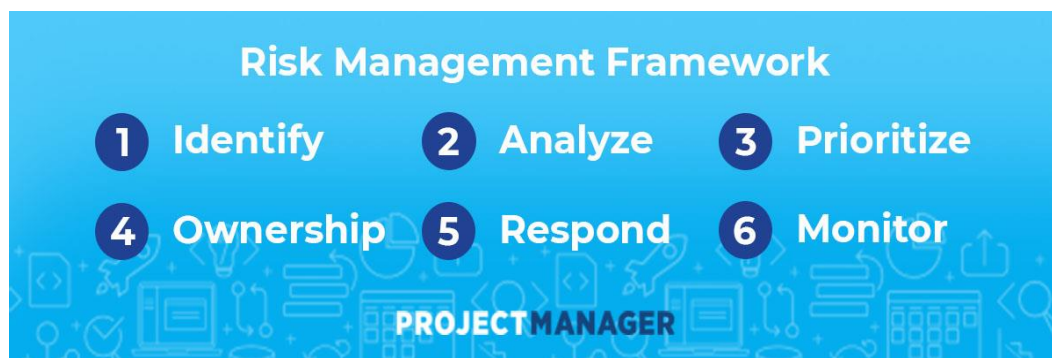 Risk Management Framework
1 Identify 2 Analyze 3 Prioritize
4 Ownership 5 Respond 6 Monitor
PROJECTMANAGER